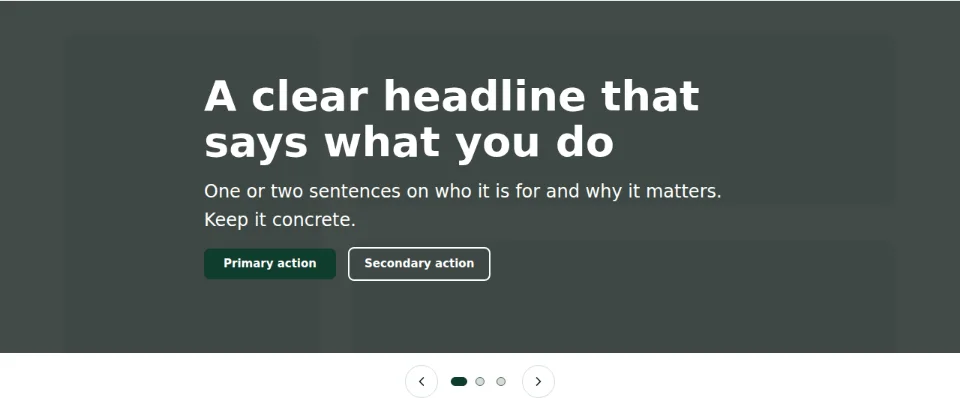 A clear headline that
says what you do
One or two sentences on who it is for and why it matters.
Keep it concrete.
Primary action
Secondary action